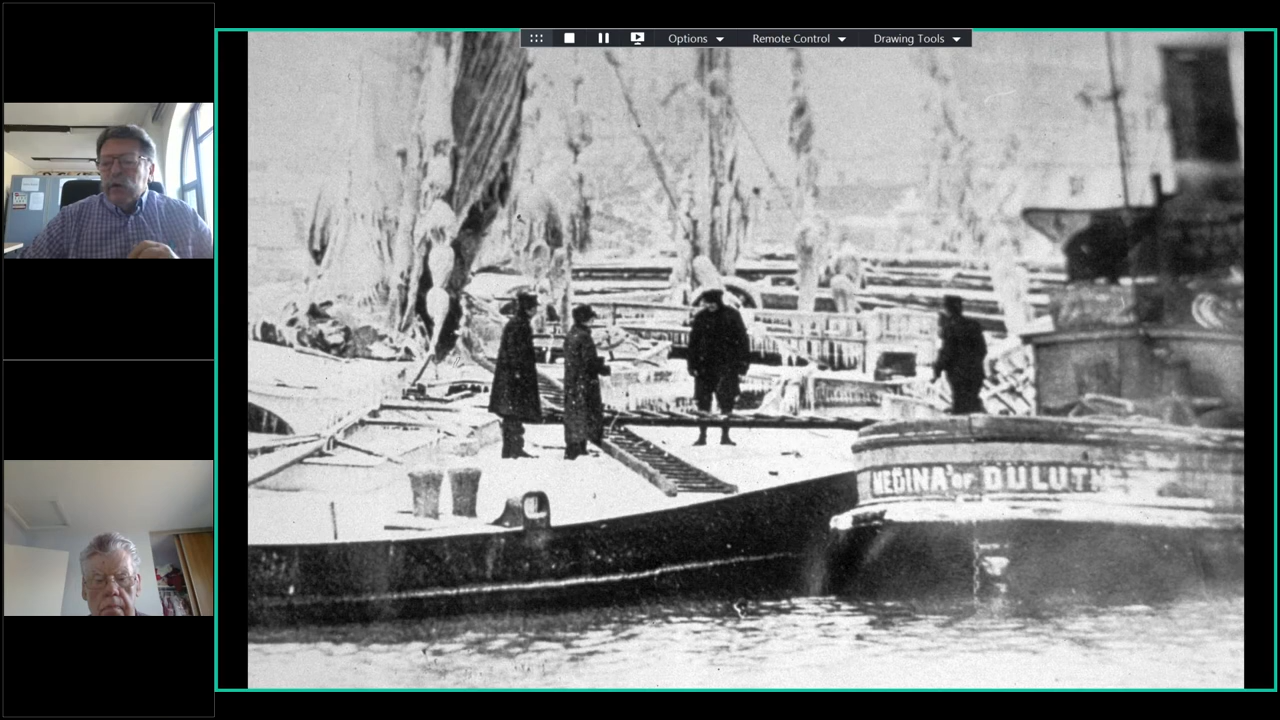 Options
Remote Control
Drawing Tools
MEDINA OF DULUTH